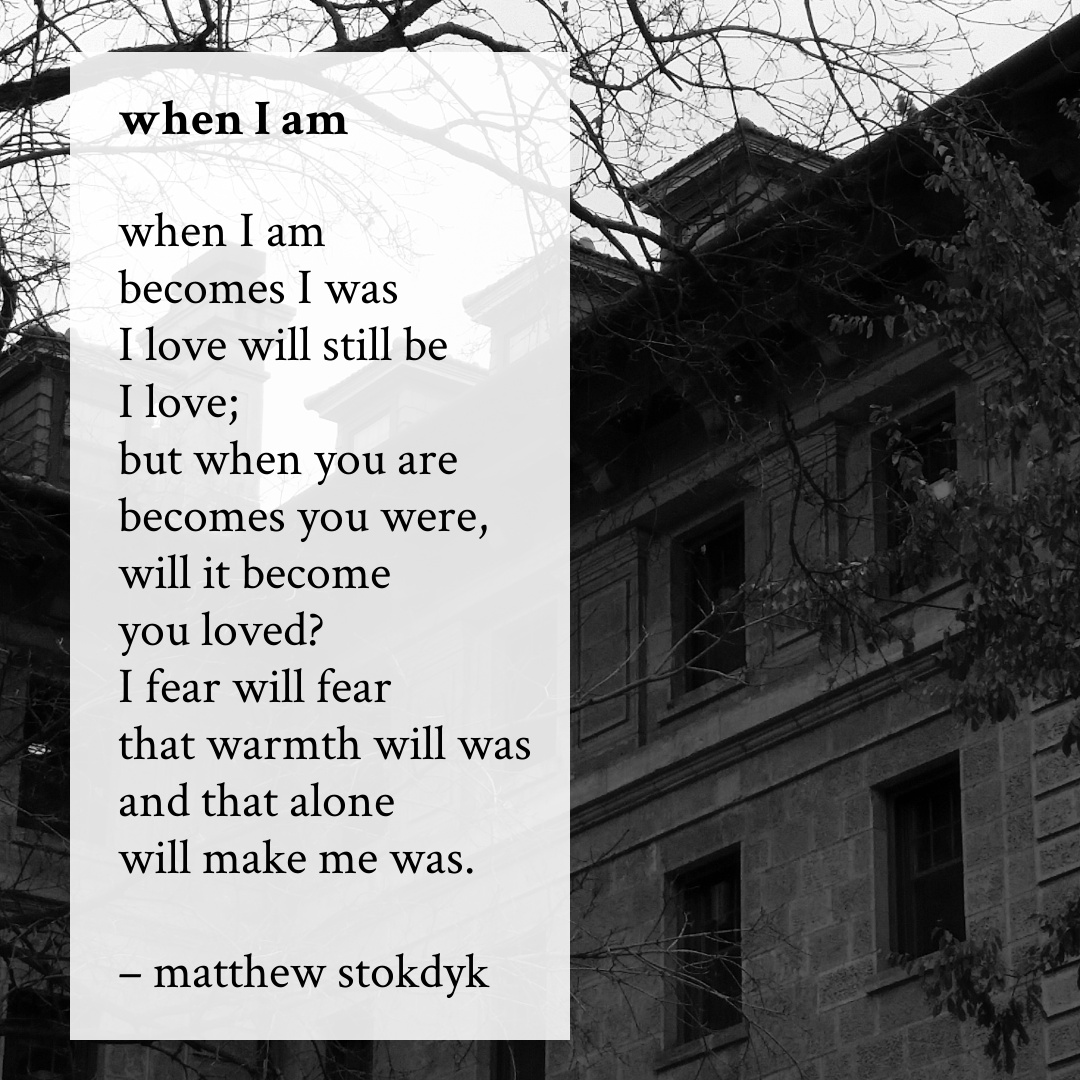 when I am
when I am
becomes I was
I love will still be
I love;
but when you are
becomes you were,
will it become
you loved?
I fear will fear
that warmth will was
and that alone
will make me was.
– matthew stokdyk